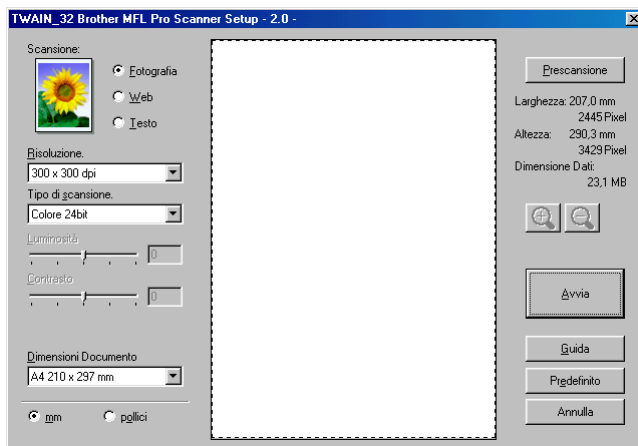 TWAIN_32 Brother MFL Pro Scanner Setup - 2.0 -
Scansione:
Fotografia
Web
Testo
Risoluzione.
300 x 300 dpi
Tipo di scansione.
Colore 24bit
Luminosità
0
Contrasto
0
Dimensioni Documento
A4 210 x 297 mm
mm
pollici
Prescansione
Larghezza: 207,0 mm
2445 Pixel
Altezza: 290,3 mm
3429 Pixel
Dimensione Dati:
23,1 MB
Avvia
Guida
Predefinito
Annulla